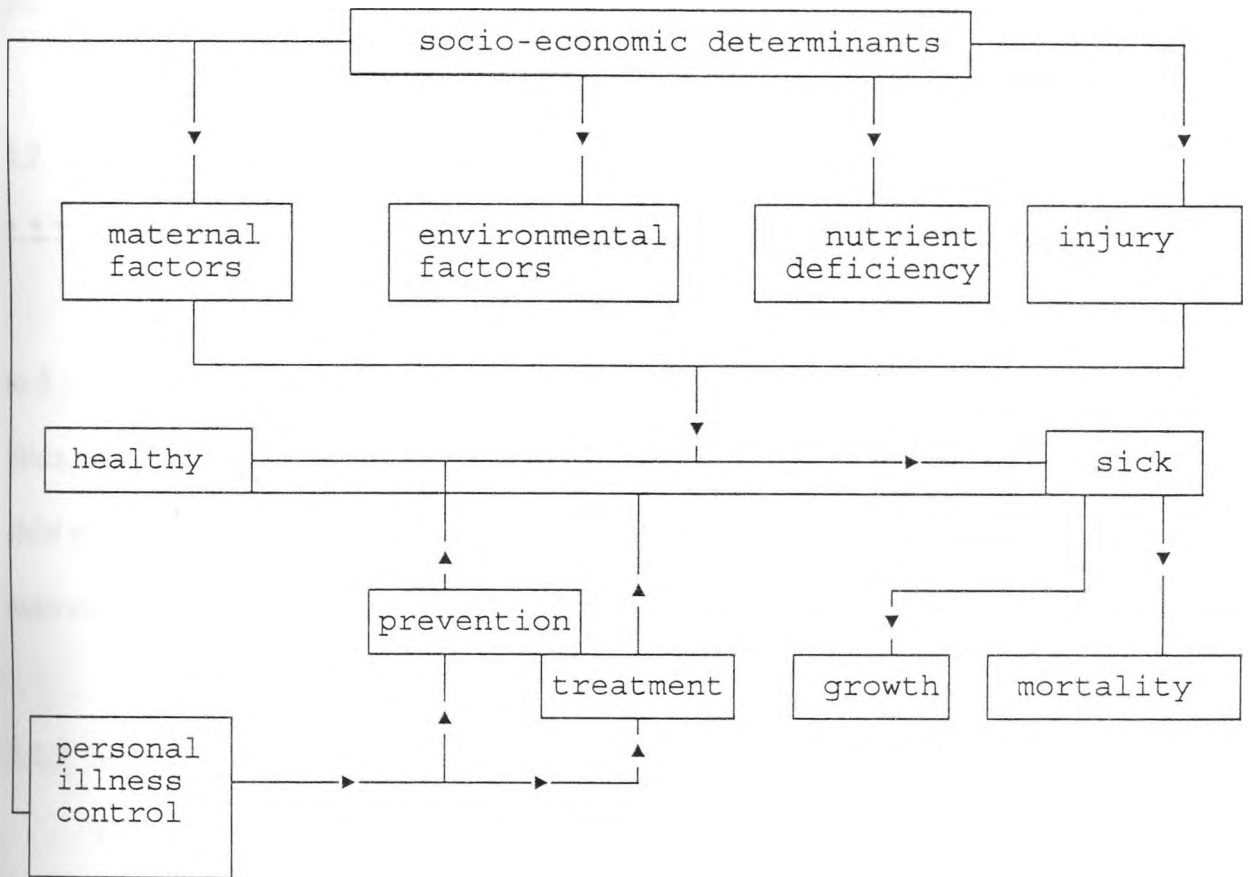 socio-economic determinants
maternal
factors
environmental
factors
nutrient
deficiency
injury
healthy
sick
prevention
treatment
growth
mortality
personal
illness
control